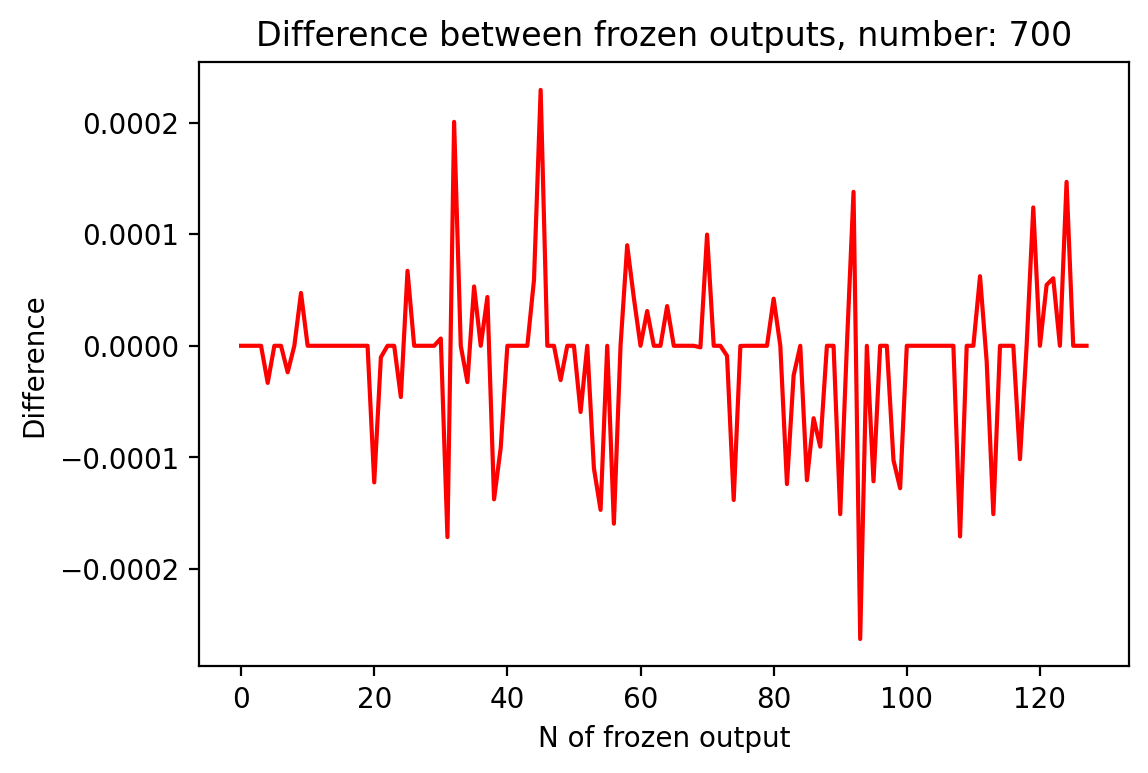 Difference between frozen outputs, number: 700
Difference
0.0002
0.0001
0.0000
−0.0001
−0.0002
0 20 40 60 80 100 120
N of frozen output